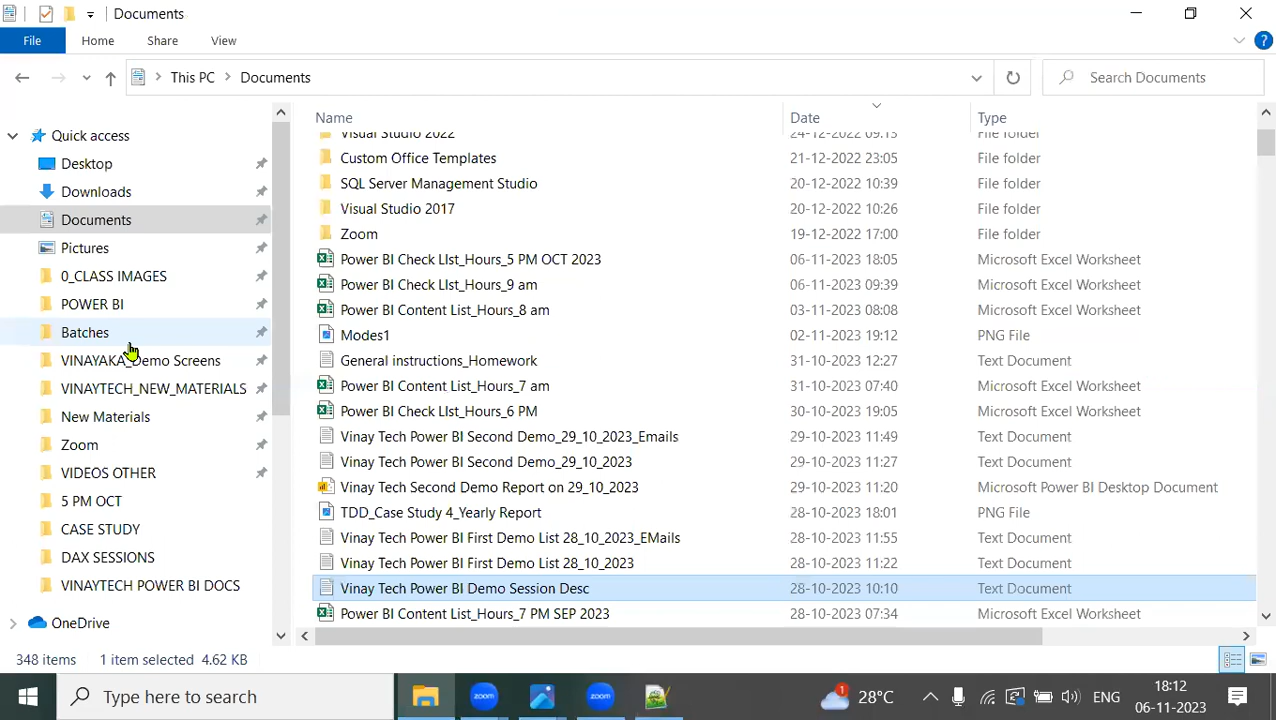 Documents
File Home Share View
This PC Documents Search Documents
Name Date Type
Quick access
Desktop
Downloads
Documents
Pictures
0_CLASS IMAGES
POWER BI
Batches
VINAYAKA_Demo Screens
VINAYTECH_NEW_MATERIALS
New Materials
Zoom
VIDEOS OTHER
5 PM OCT
CASE STUDY
DAX SESSIONS
VINAYTECH POWER BI DOCS
OneDrive
Visual Studio 2022 24-12-2022 09:13 File folder
Custom Office Templates 21-12-2022 23:05 File folder
SQL Server Management Studio 20-12-2022 10:39 File folder
Visual Studio 2017 20-12-2022 10:26 File folder
Zoom 19-12-2022 17:00 File folder
Power BI Check LIst_Hours_5 PM OCT 2023 06-11-2023 18:05 Microsoft Excel Worksheet
Power BI Check LIst_Hours_9 am 06-11-2023 09:39 Microsoft Excel Worksheet
Power BI Content List_Hours_8 am 03-11-2023 08:08 Microsoft Excel Worksheet
Modes1 02-11-2023 19:12 PNG File
General instructions_Homework 31-10-2023 12:27 Text Document
Power BI Content List_Hours_7 am 31-10-2023 07:40 Microsoft Excel Worksheet
Power BI Check LIst_Hours_6 PM 30-10-2023 19:05 Microsoft Excel Worksheet
Vinay Tech Power BI Second Demo_29_10_2023_Emails 29-10-2023 11:49 Text Document
Vinay Tech Power BI Second Demo_29_10_2023 29-10-2023 11:27 Text Document
Vinay Tech Second Demo Report on 29_10_2023 29-10-2023 11:20 Microsoft Power BI Desktop Document
TDD_Case Study 4_Yearly Report 28-10-2023 18:01 PNG File
Vinay Tech Power BI First Demo List 28_10_2023_EMails 28-10-2023 11:55 Text Document
Vinay Tech Power BI First Demo List 28_10_2023 28-10-2023 11:22 Text Document
Vinay Tech Power BI Demo Session Desc 28-10-2023 10:10 Text Document
Power BI Content List_Hours_7 PM SEP 2023 28-10-2023 07:34 Microsoft Excel Worksheet
348 items 1 item selected 4.62 KB
Type here to search zoom zoom 1 28°C ENG 18:12
06-11-2023